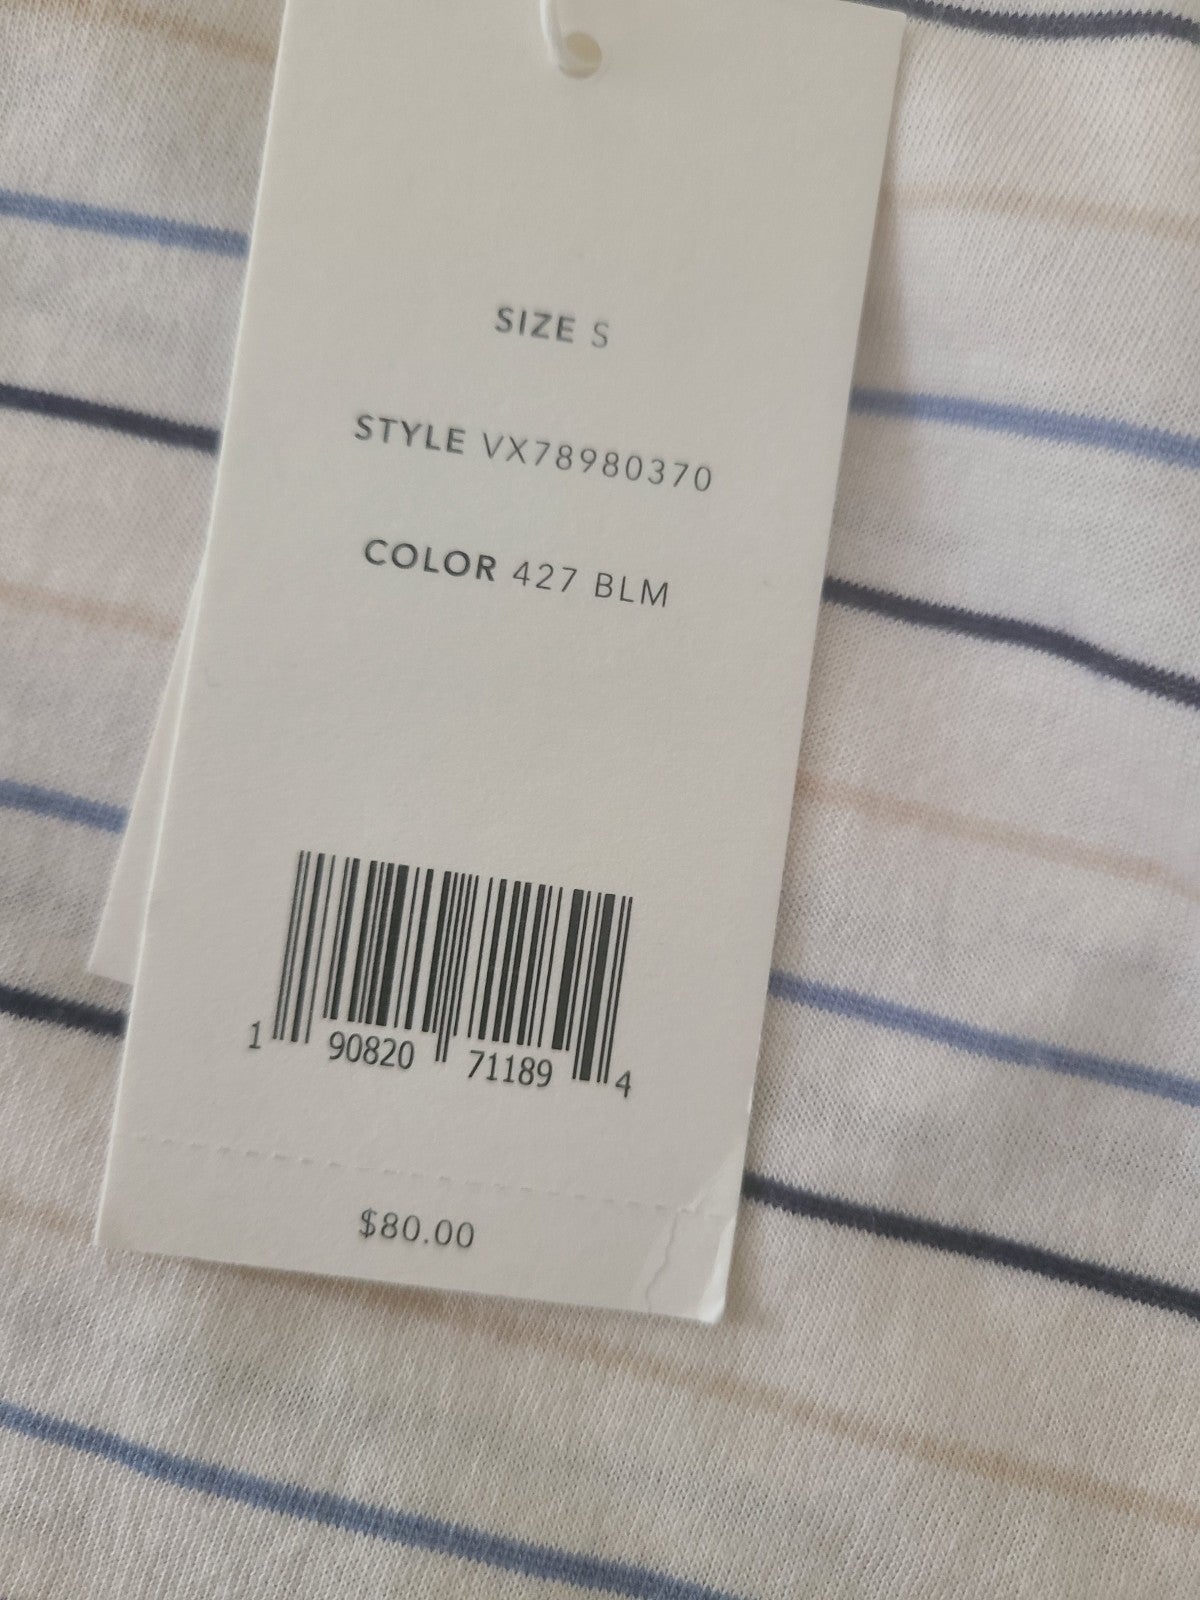 SIZE S
STYLE VX78980370
COLOR 427 BLM
1 90820 71189 4
$80.00